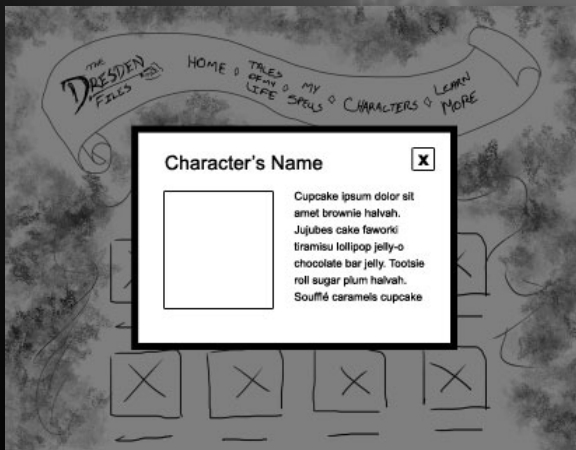 THE
DRESDEN
FILES
HOME
TALES
OF MY
LIFE
MY
SPELLS
CHARACTERS
LEARN
MORE
Character's Name
X
Cupcake ipsum dolor sit
amet brownie halvah.
Jujubes cake faworki
tiramisu lollipop jelly-o
chocolate bar jelly. Tootsie
roll sugar plum halvah.
Soufflé caramels cupcake